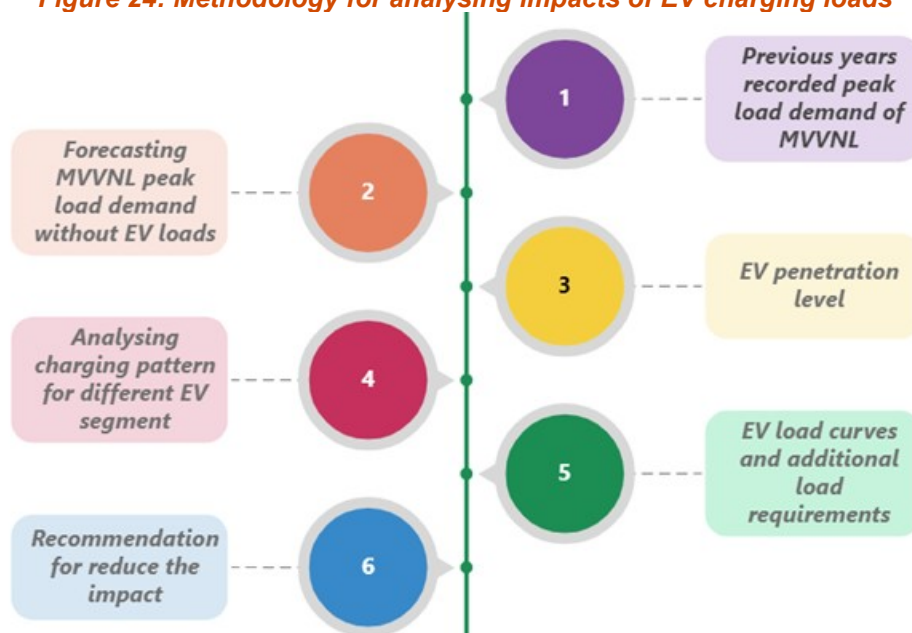 Figure 24: Methodology for analysing impacts of EV charging loads
1
Previous years
recorded peak
load demand of
MVVNL
2
Forecasting
MVVNL peak
load demand
without EV loads
3
EV penetration
level
4
Analysing
charging pattern
for different EV
segment
5
EV load curves
and additional
load
requirements
6
Recommendation
for reduce the
impact